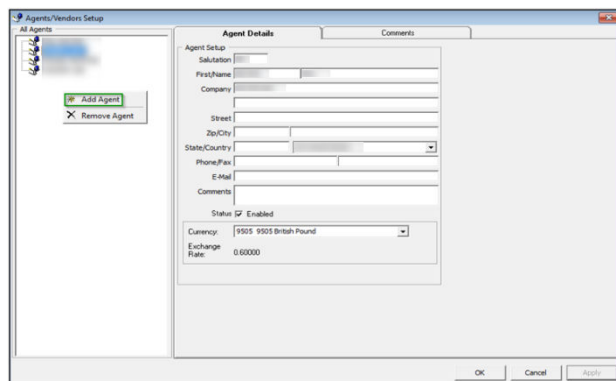 Agents/Vendors Setup
All Agents
Add Agent
Remove Agent
Agent Details
Comments
Agent Setup
Salutation
First/Name
Company
Street
Zip/City
State/Country
Phone/Fax
E-Mail
Comments
Status Enabled
Currency: 9505 9505 British Pound
Exchange
Rate: 0.60000
OK Cancel Apply